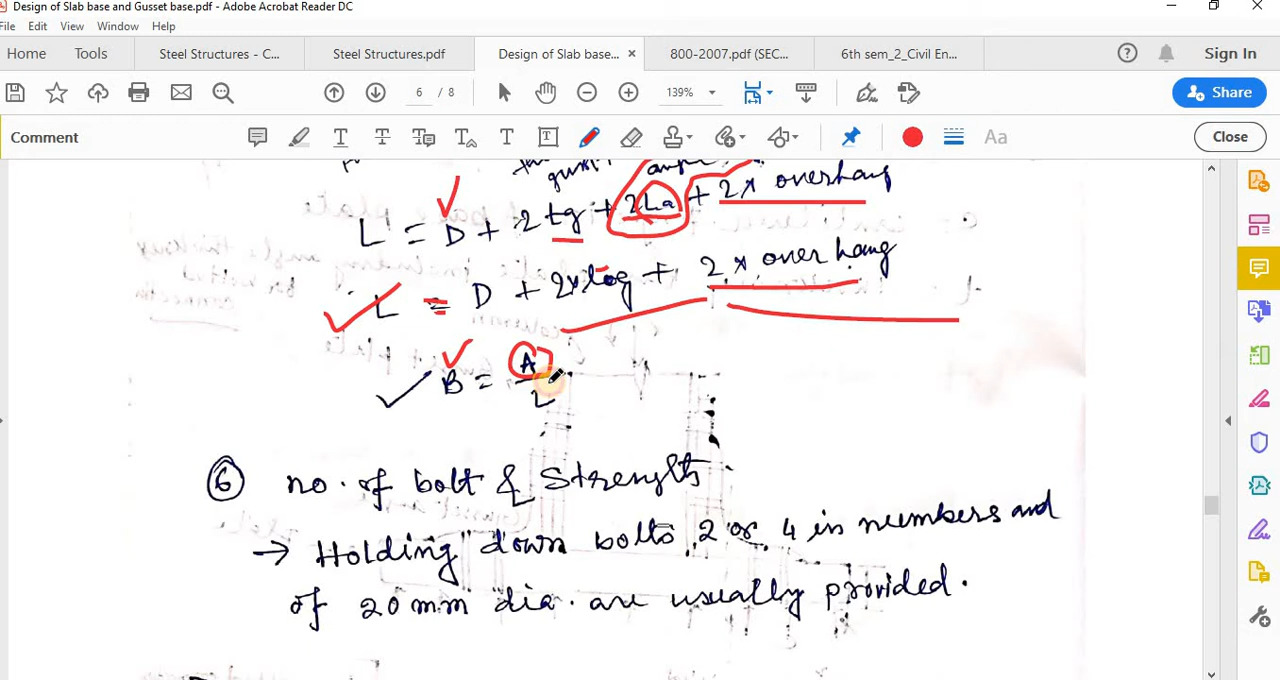 Design of Slab base and Gusset base.pdf - Adobe Acrobat Reader DC
File Edit View Window Help
Home Tools Steel Structures - C... Steel Structures.pdf Design of Slab base... × 800-2007.pdf (SEC... 6th sem_2_Civil En... Sign In
6 / 8 139% Share
Comment Close
L = D + 2 tg + 2La + 2x overhang
L = D + 2x + 2 x over hang
B = A
L
⑥ no. of bolt & Strength.
→ Holding down bolts 2 or 4 in numbers and
of 20 mm dia. are usually provided.